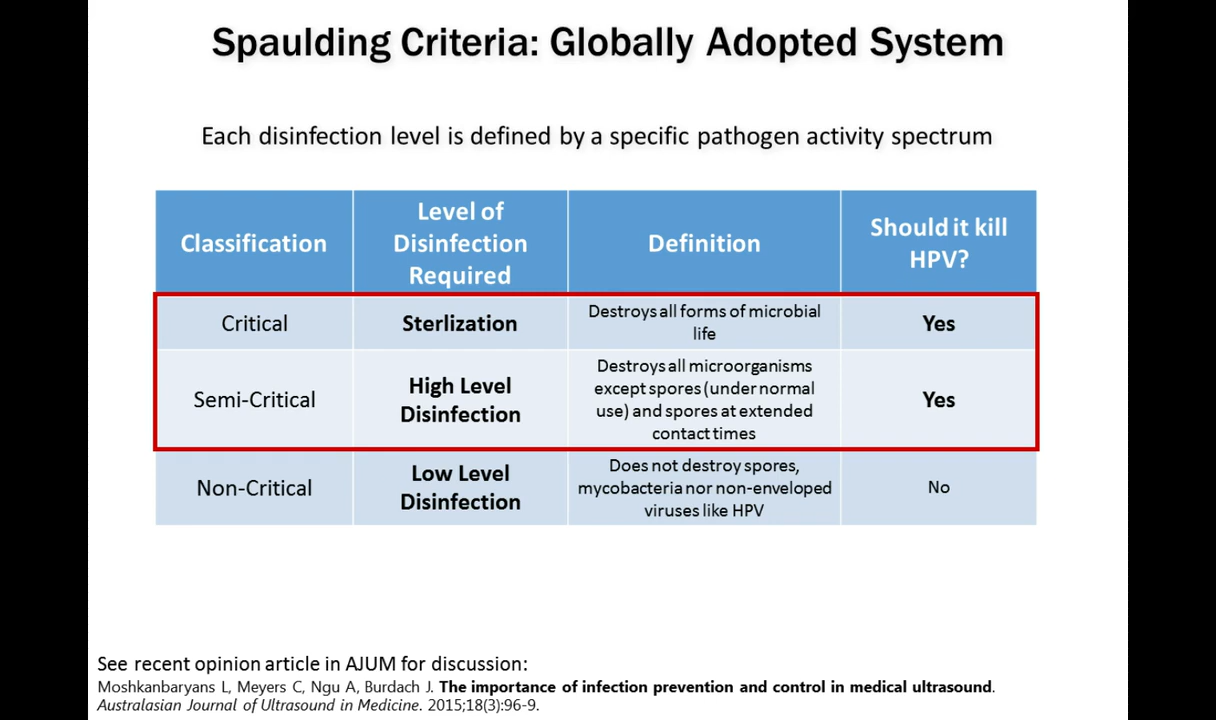 Spaulding Criteria: Globally Adopted System
Each disinfection level is defined by a specific pathogen activity spectrum
Classification
Level of
Disinfection
Required
Definition
Should it kill
HPV?
Critical
Sterlization
Destroys all forms of microbial
life
Yes
Semi-Critical
High Level
Disinfection
Destroys all microorganisms
except spores (under normal
use) and spores at extended
contact times
Yes
Non-Critical
Low Level
Disinfection
Does not destroy spores,
mycobacteria nor non-enveloped
viruses like HPV
No
See recent opinion article in AJUM for discussion:
Moshkanbaryans L, Meyers C, Ngu A, Burdach J. The importance of infection prevention and control in medical ultrasound.
Australasian Journal of Ultrasound in Medicine. 2015;18(3):96-9.